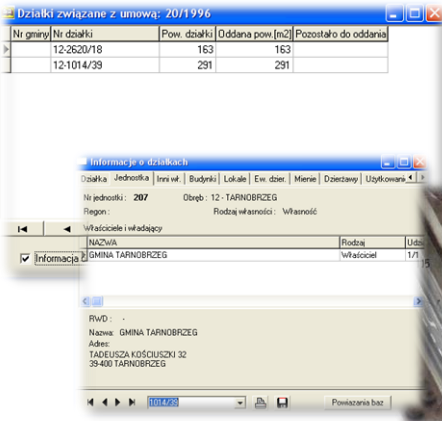 Działki związane z umową: 20/1996
Nr gminy Nr działki Pow. działki Oddana pow.[m2] Pozostało do oddania
12-2620/18 163 163
12-1014/39 291 291
Informacja
Informacje o działkach
Działka Jednostka Inni wł. Budynki Lokale Ew. dzier. Mienie Dzierżawy Użytkowani
Nr jednostki : 207 Obręb : 12 - TARNOBRZEG
Regon : Rodzaj własności : Własność
Właściciele i władający
NAZWA Rodzaj Udzi
GMINA TARNOBRZEG Właściciel 1/1
RWD : .
Nazwa: GMINA TARNOBRZEG
Adres:
TADEUSZA KOŚCIUSZKI 32
39-400 TARNOBRZEG
1014/39 Powiazania baz